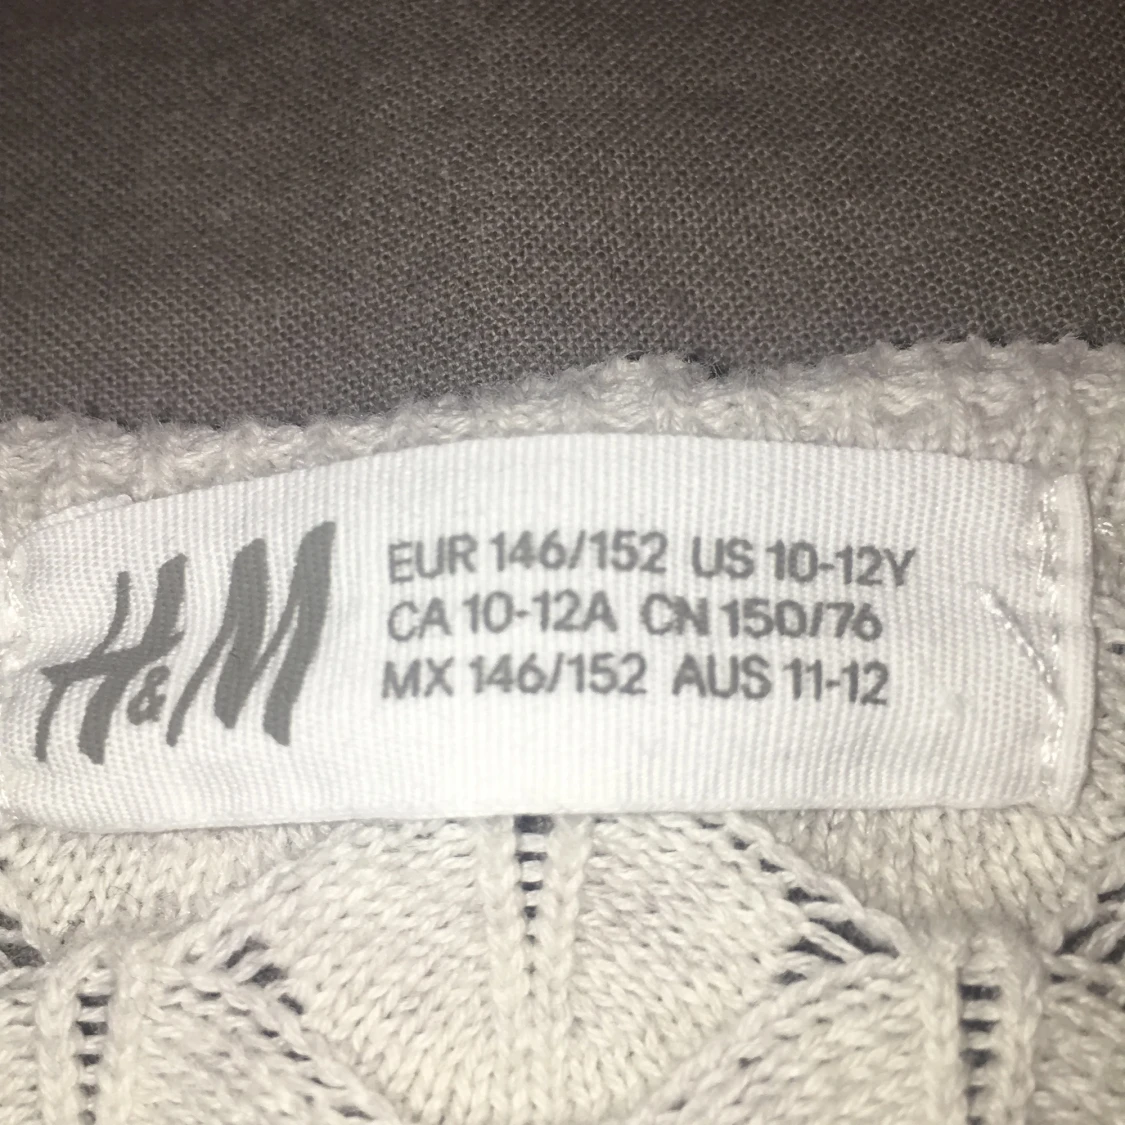 H&M
EUR 146/152 US 10-12Y
CA 10-12A CN 150/76
MX 146/152 AUS 11-12